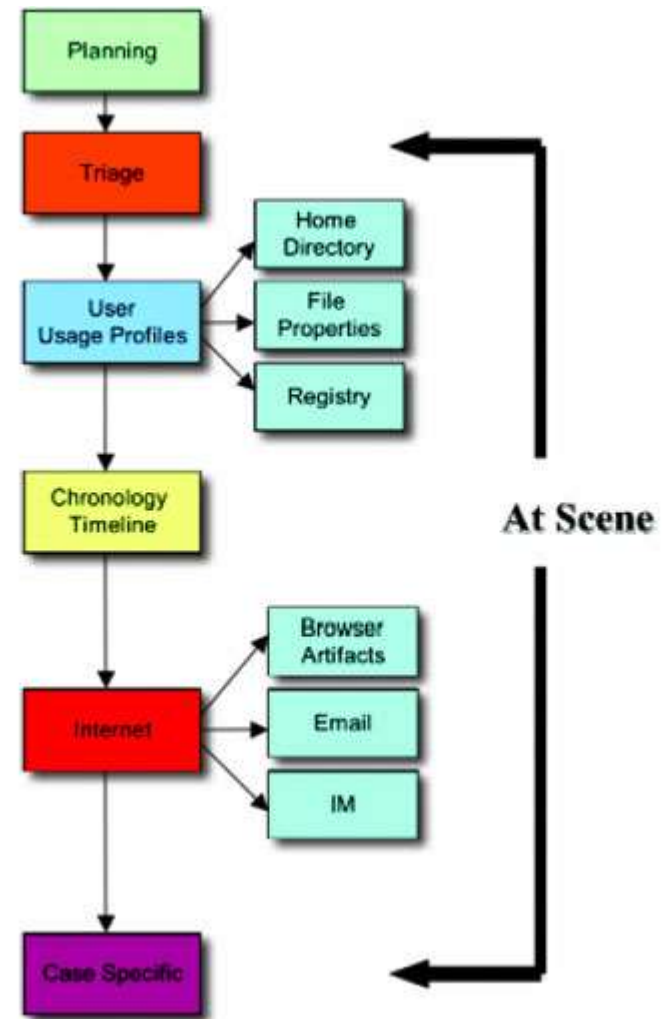 Planning
Triage
User
Usage Profiles
Home
Directory
File
Properties
Registry
Chronology
Timeline
At Scene
Internet
Browser
Artifacts
Email
IM
Case Specific